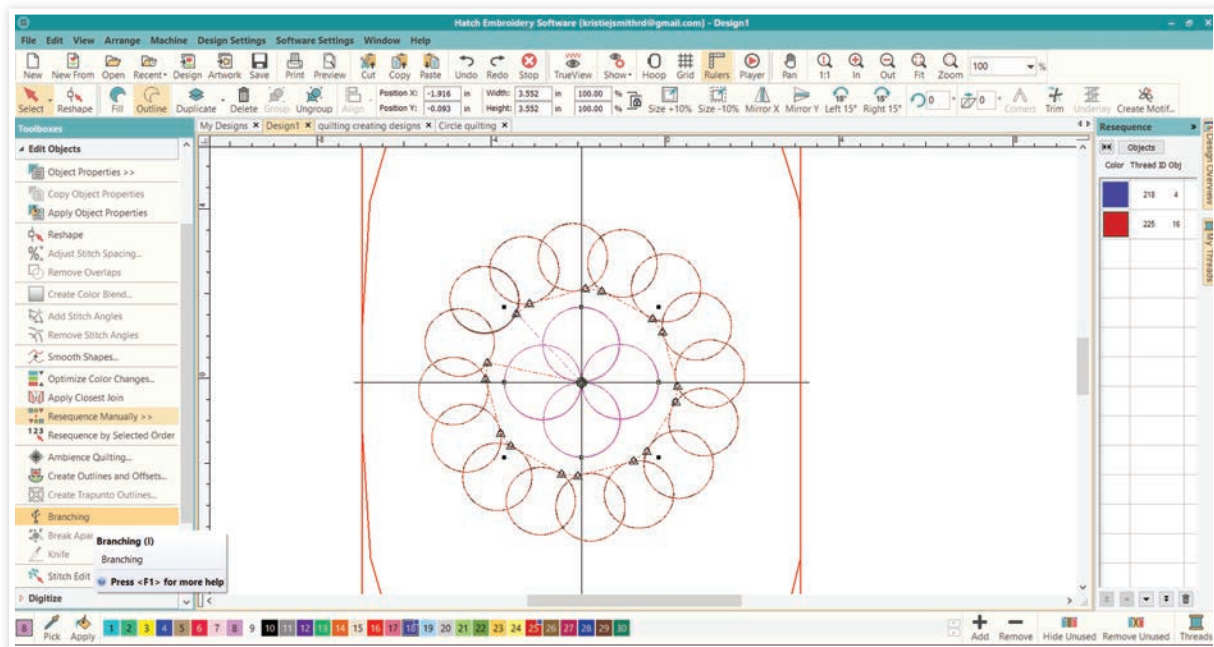 Hatch Embroidery Software [kristiejsmithrd@gmail.com] - Design1
File Edit View Arrange Machine Design Settings Software Settings Window Help
New New From Open Recent Design Artwork Save Print Preview Cut Copy Paste Undo Redo Stop TrueView Show Hoop Grid Rulers Player Pan 1:1 In Out Fit Zoom 100 %
Select Reshape Fill Outline Duplicate Delete Group Ungroup Align Position X: -1.916 in Width: 3.552 in 100.00 % Size +10% Size -10% Mirror X Mirror Y Left 15° Right 15° 0 0 Corners Trim Underlay Create Motif...
Position Y: -0.093 in Height: 3.552 in 100.00 %
Toolboxes
My Designs Design1 quilting creating designs Circle quilting
Edit Objects
Object Properties >>
Copy Object Properties
Apply Object Properties
Reshape
Adjust Stitch Spacing...
Remove Overlaps
Create Color Blend...
Add Stitch Angles
Remove Stitch Angles
Smooth Shapes...
Optimize Color Changes...
Apply Closest Join
Resequence Manually >>
Resequence by Selected Order
Ambience Quilting...
Create Outlines and Offsets...
Create Trapunto Outlines...
Branching
Break Apar
Knife
Stitch Edit
Digitize
Branching (I)
Branching
Press <F1> for more help
Resequence
Objects
Color Thread ID Obj
218 4
225 16
Design Overview
My Threads
8 Pick Apply 1 2 3 4 5 6 7 8 9 10 11 12 13 14 15 16 17 18 19 20 21 22 23 24 25 26 27 28 29 30 Add Remove Hide Unused Remove Unused Threads